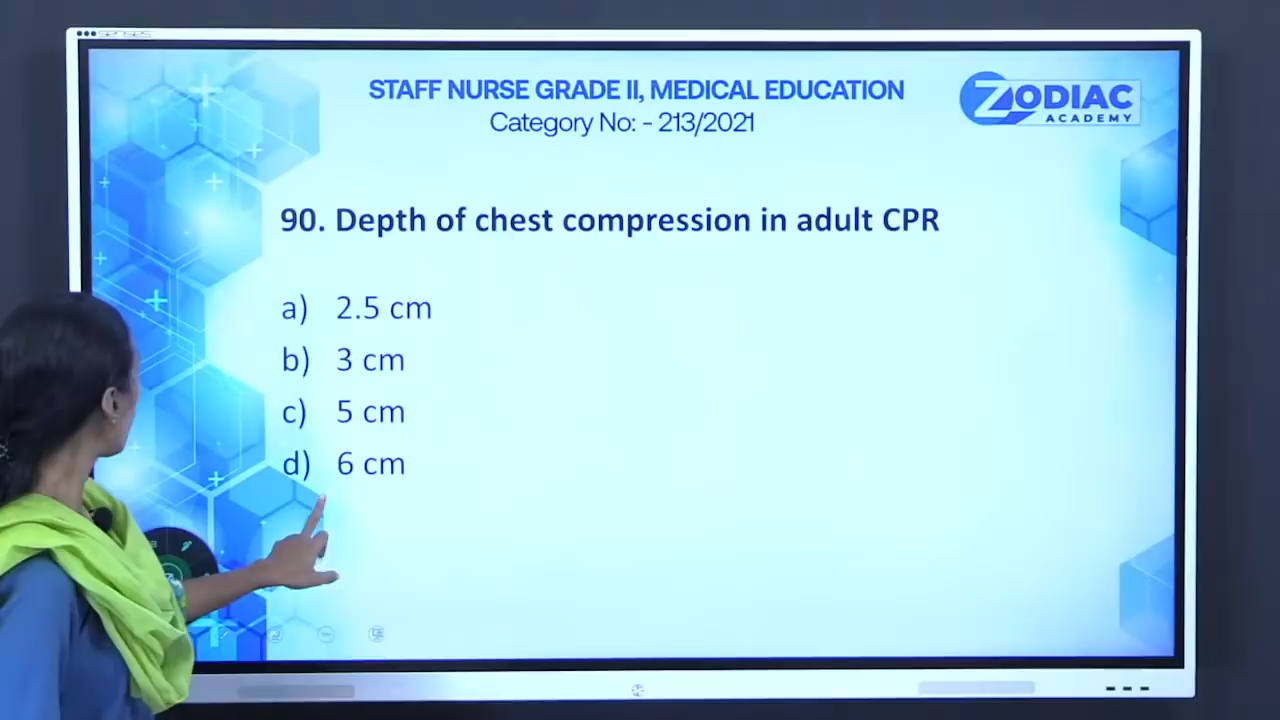 senses
STAFF NURSE GRADE II, MEDICAL EDUCATION
Category No: - 213/2021
ZODIAC
ACADEMY
90. Depth of chest compression in adult CPR
a) 2.5 cm
b) 3 cm
c) 5 cm
d) 6 cm